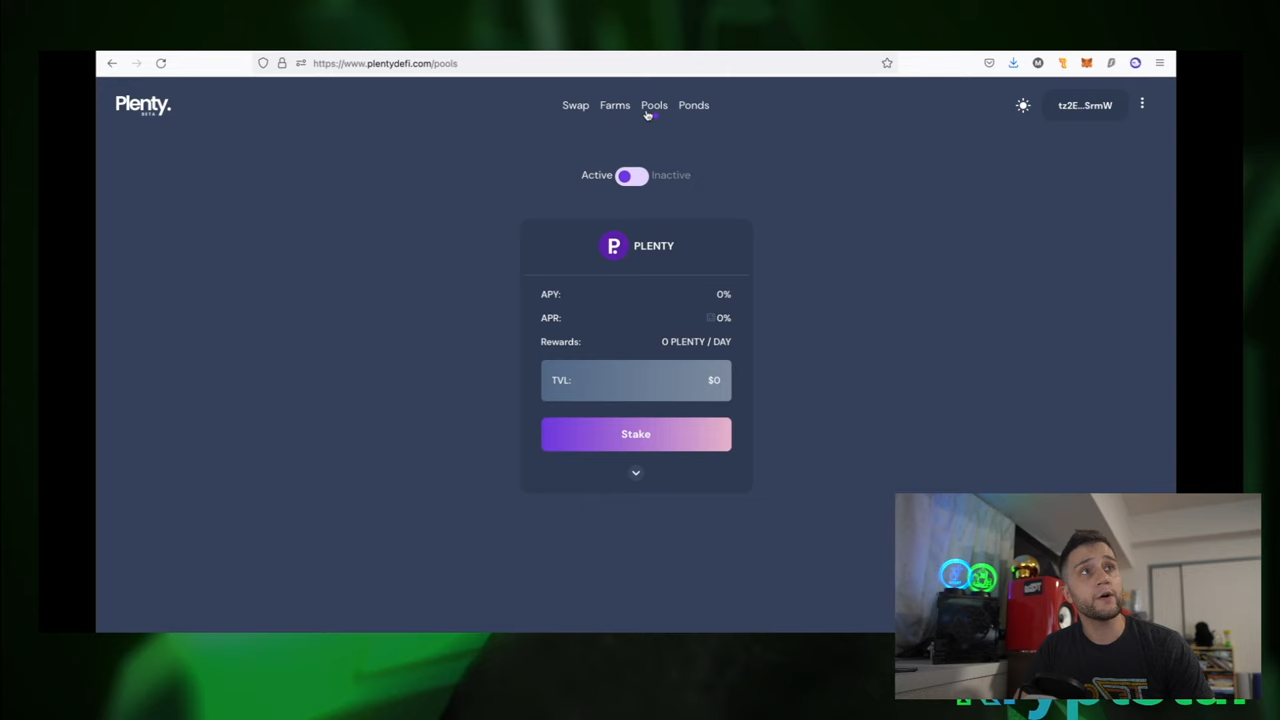 https://www.plentydefi.com/pools
Plenty.
BETA
Swap Farms Pools Ponds
tz2E...SrmW
Active Inactive
P. PLENTY
APY: 0%
APR: 0%
Rewards: 0 PLENTY / DAY
TVL: $0
Stake